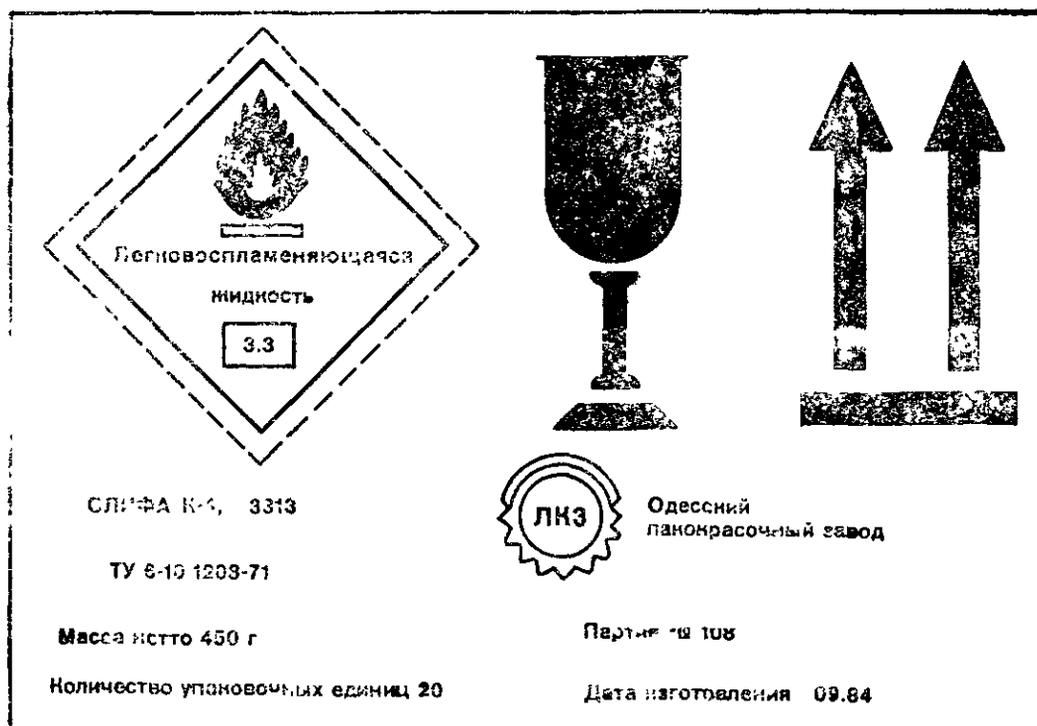 Легковоспламеняющаяся
жидкость
3.3
3313
ЛКЗ
Одесский
лакокрасочный завод
ТУ 6-10 1203-71
Масса нетто 450 г
Партия № 108
Количество упаковочных единиц 20
Дата изготовления 09.84